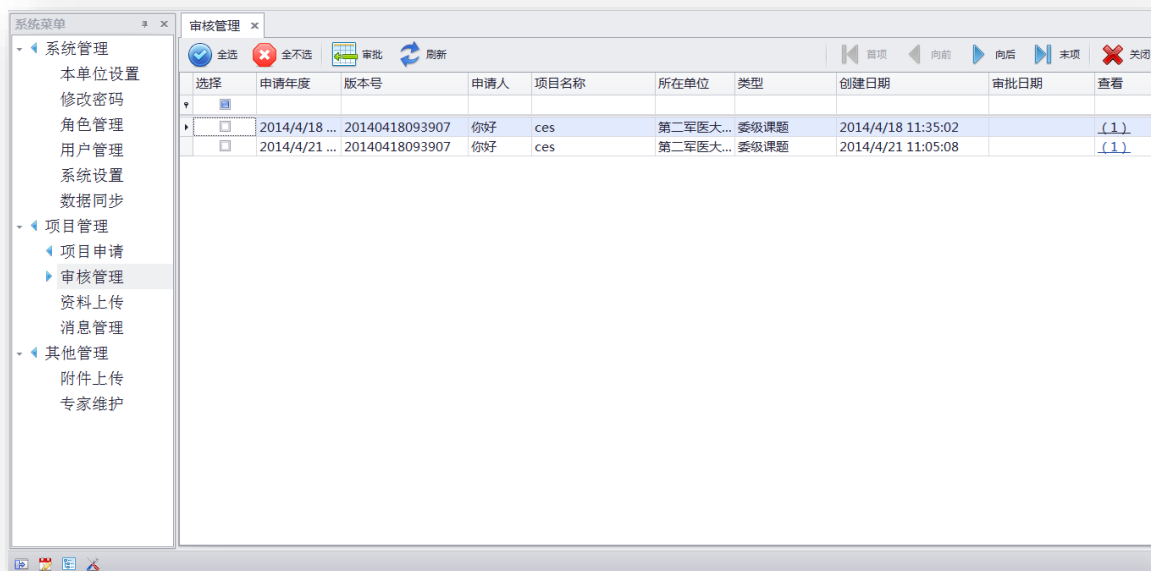 系统菜单
系统管理
本单位设置
修改密码
角色管理
用户管理
系统设置
数据同步
项目管理
项目申请
审核管理
资料上传
消息管理
其他管理
附件上传
专家维护
审核管理
全选 全不选 审批 刷新 首项 向前 向后 末项 关闭
选择 申请年度 版本号 申请人 项目名称 所在单位 类型 创建日期 审批日期 查看
2014/4/18 ... 20140418093907 你好 ces 第二军医大... 委级课题 2014/4/18 11:35:02 (1)
2014/4/21 ... 20140418093907 你好 ces 第二军医大... 委级课题 2014/4/21 11:05:08 (1)